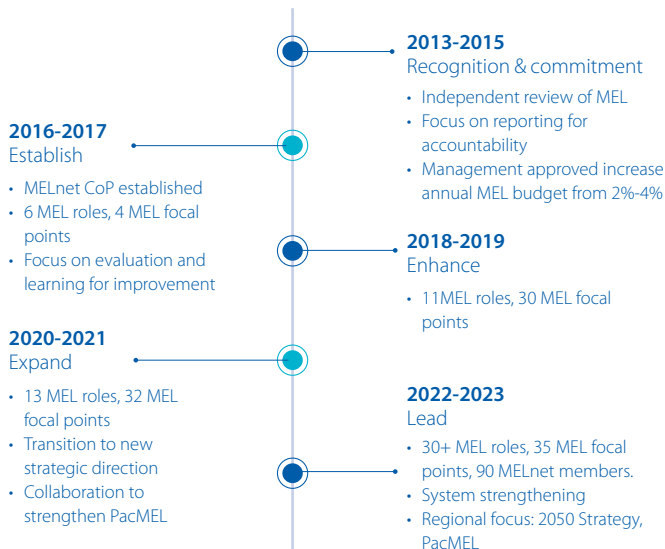 2013-2015
Recognition & commitment
• Independent review of MEL
• Focus on reporting for
accountability
• Management approved increase
annual MEL budget from 2%-4%
2016-2017
Establish
• MELnet CoP established
• 6 MEL roles, 4 MEL focal
points
• Focus on evaluation and
learning for improvement
2018-2019
Enhance
• 11MEL roles, 30 MEL focal
points
2020-2021
Expand
• 13 MEL roles, 32 MEL
focal points
• Transition to new
strategic direction
• Collaboration to
strengthen PacMEL
2022-2023
Lead
• 30+ MEL roles, 35 MEL focal
points, 90 MELnet members.
• System strengthening
• Regional focus: 2050 Strategy,
PacMEL